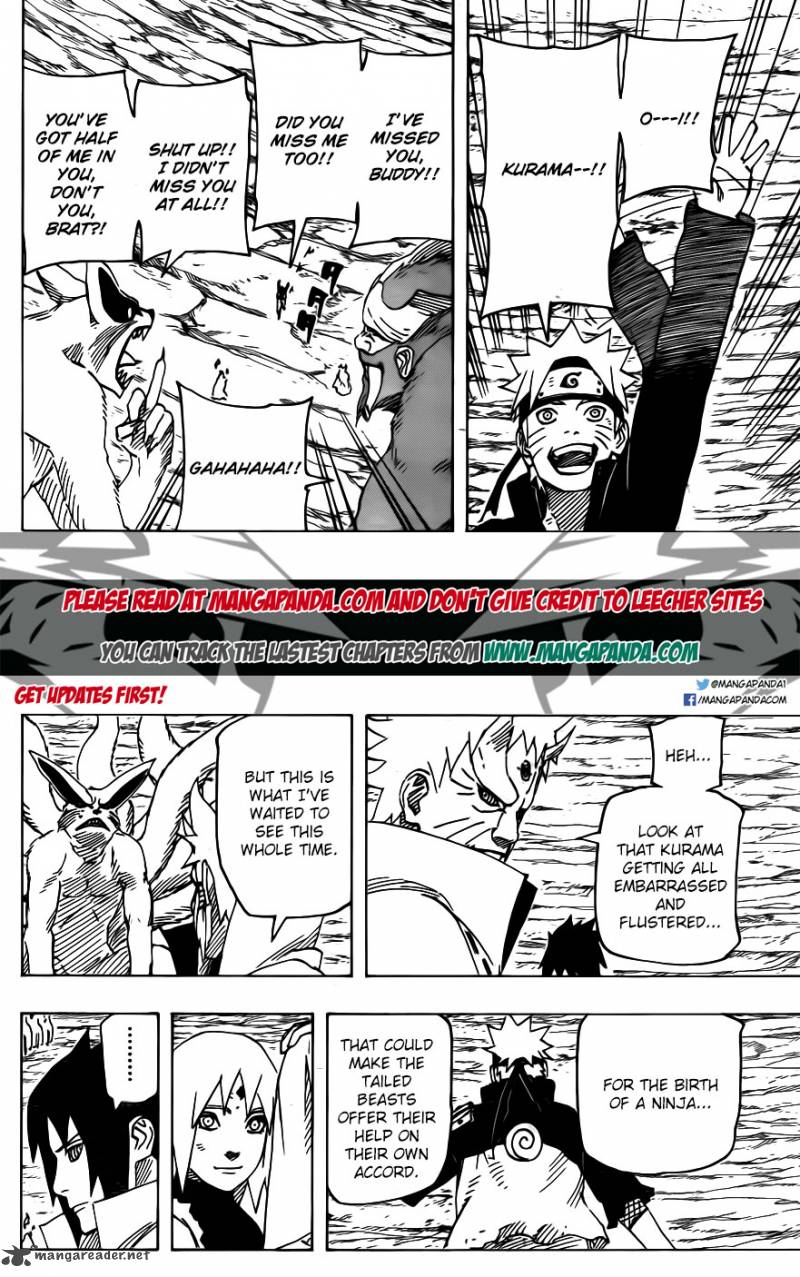 O---I!!
KURAMA--!!
I'VE
MISSED
YOU,
BUDDY!!
DID YOU
MISS ME
TOO!!
SHUT UP!!
I DIDN'T
MISS YOU
AT ALL!!
YOU'VE
GOT HALF
OF ME IN
YOU,
DON'T
YOU,
BRAT?!
GAHAHAHA!!
PLEASE READ AT MANGAPANDA.COM AND DON'T GIVE CREDIT TO LEECHER SITES
YOU CAN TRACK THE LASTEST CHAPTERS FROM WWW.MANGAPANDA.COM
GET UPDATES FIRST!
@MANGAPANDA1
/MANGAPANDACOM
HEH...
LOOK AT
THAT KURAMA
GETTING ALL
EMBARRASSED
AND
FLUSTERED...
BUT THIS IS
WHAT I'VE
WAITED TO
SEE THIS
WHOLE TIME.
FOR THE BIRTH
OF A NINJA...
THAT COULD
MAKE THE
TAILED
BEASTS
OFFER THEIR
HELP ON
THEIR OWN
ACCORD.
.........
mangareader.net